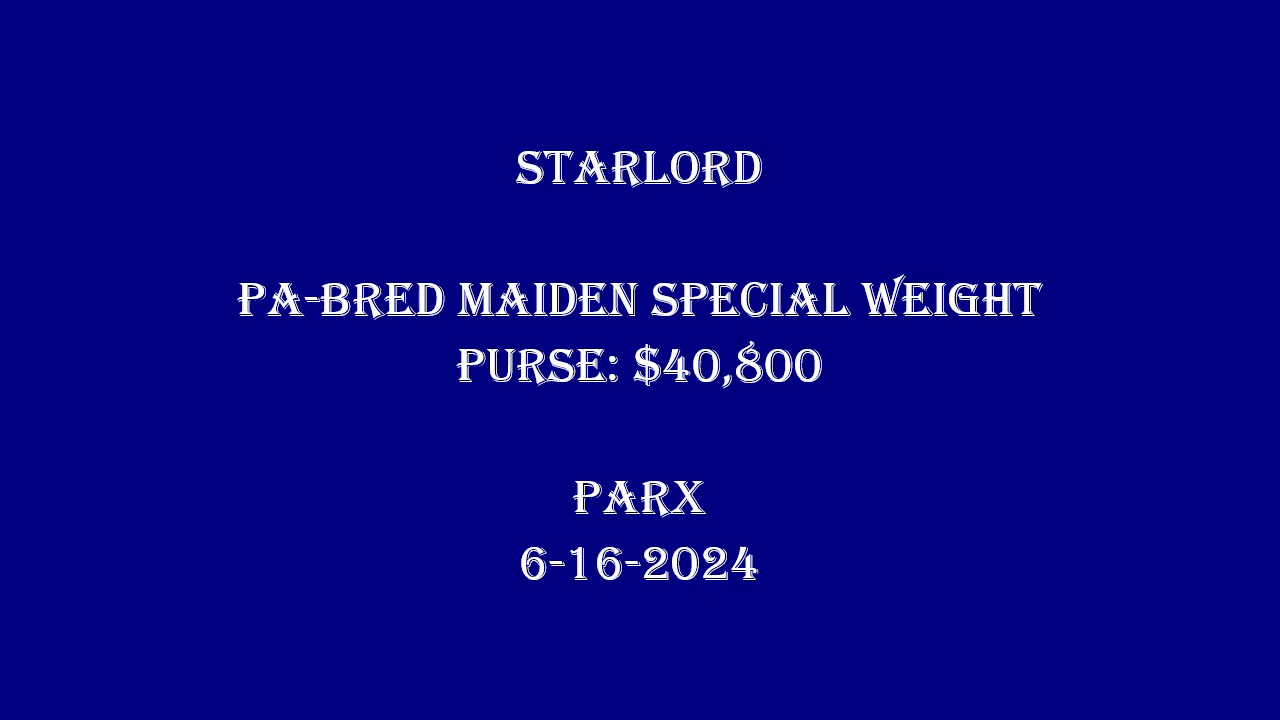 STARLORD
PA-BRED MAIDEN SPECIAL WEIGHT
PURSE: $40,800
PARX
6-16-2024